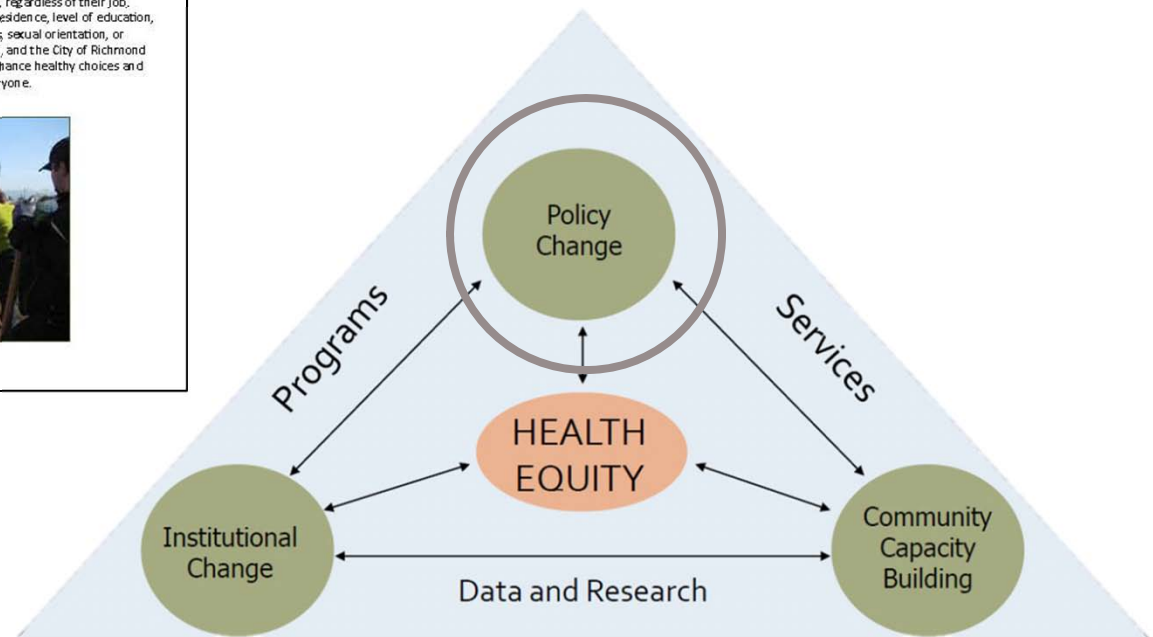 , regardless of their job,
esidence, level of education,
, sexual orientation, or
, and the City of Richmond
hance healthy choices and
yone.
Policy
Change
Programs
Services
HEALTH
EQUITY
Institutional
Change
Community
Capacity
Building
Data and Research